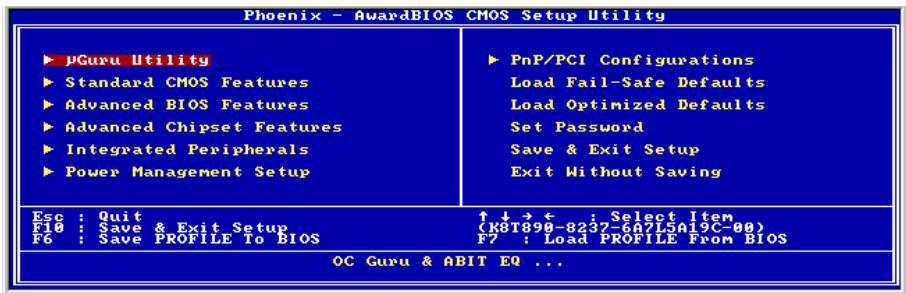 Phoenix - AwardBIOS CMOS Setup Utility
► µGuru Utility
► Standard CMOS Features
► Advanced BIOS Features
► Advanced Chipset Features
► Integrated Peripherals
► Power Management Setup
► PnP/PCI Configurations
Load Fail-Safe Defaults
Load Optimized Defaults
Set Password
Save & Exit Setup
Exit Without Saving
Esc : Quit
F10 : Save & Exit Setup
F6 : Save PROFILE To BIOS
↑ ↓ → ← : Select Item
(K8T890-8237-6A7L5A19C-00)
F7 : Load PROFILE From BIOS
OC Guru & ABIT EQ ...